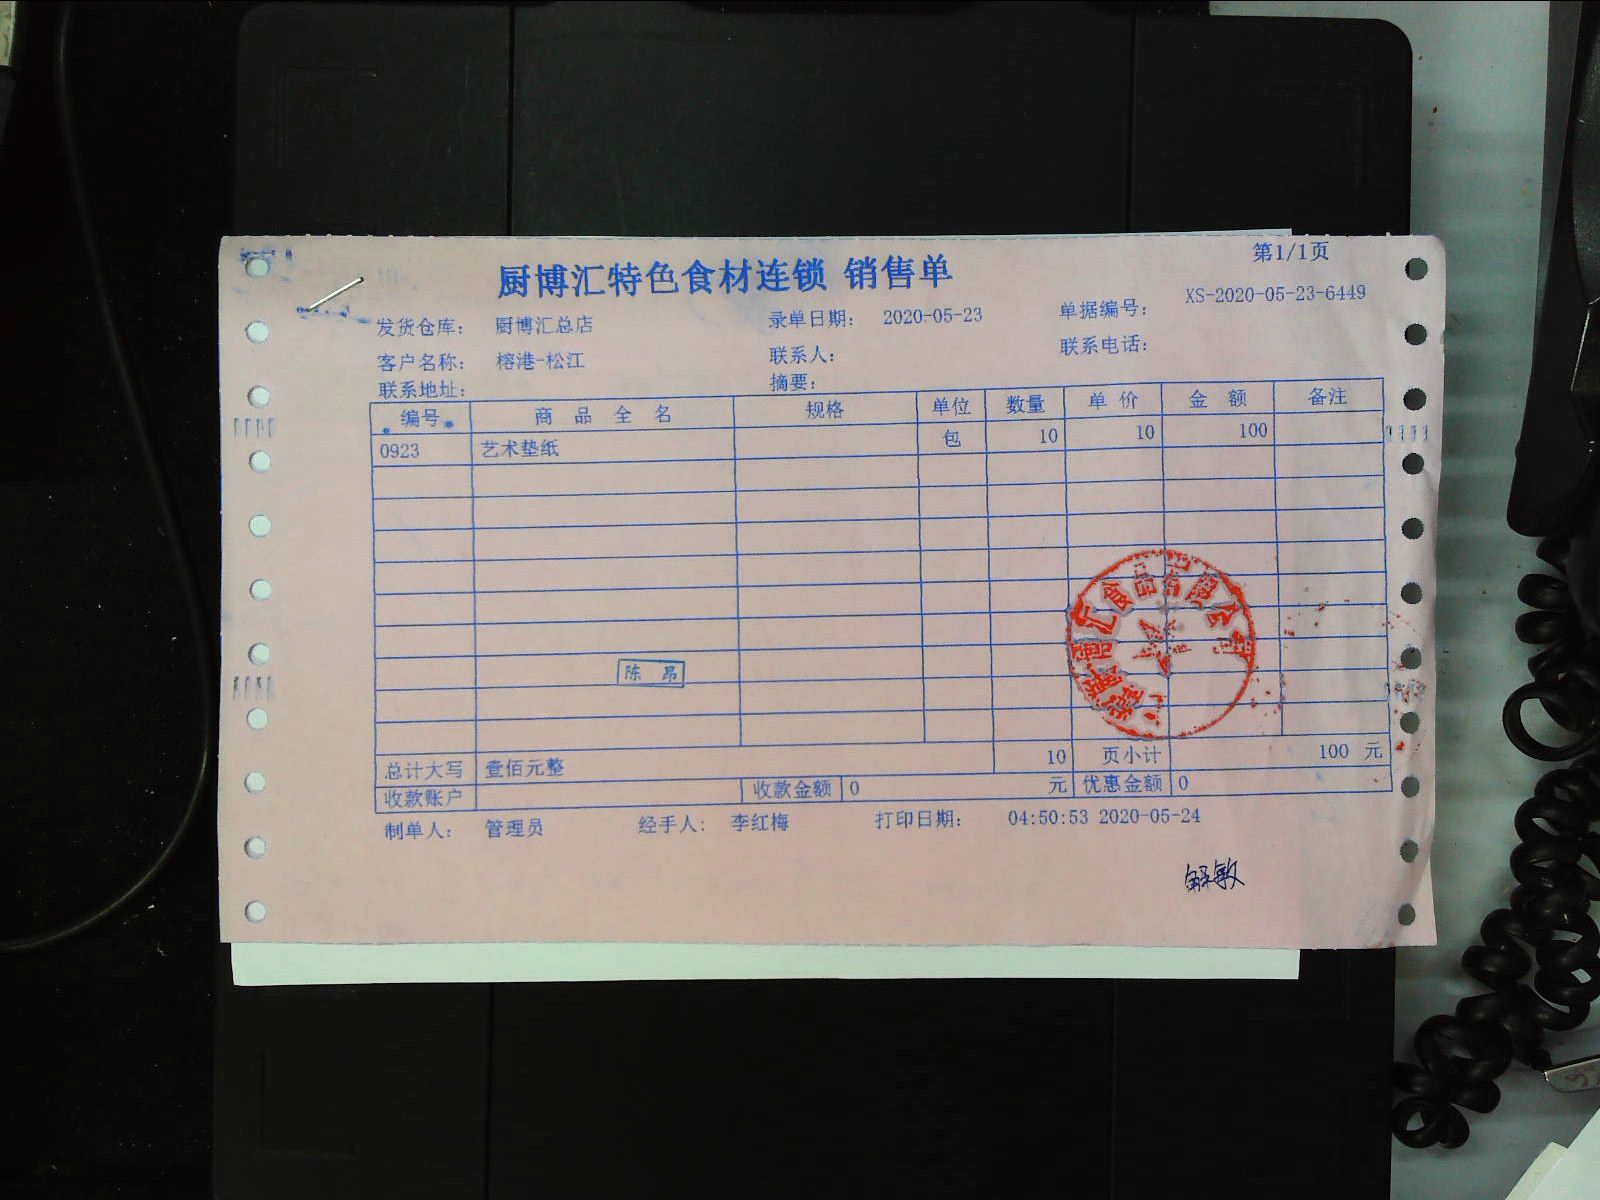 第1/1页
厨博汇特色食材连锁 销售单
发货仓库: 厨博汇总店 录单日期: 2020-05-23 单据编号: XS-2020-05-23-6449
客户名称: 榕港-松江 联系人: 联系电话:
联系地址: 摘要:
编号 商品全名 规格 单位 数量 单价 金额 备注
0923 艺术垫纸 包 10 10 100
汇食品有限公司
陈昂
总计大写 壹佰元整 10 页小计 100 元
收款账户 收款金额 0 元 优惠金额 0
制单人: 管理员 经手人: 李红梅 打印日期: 04:50:53 2020-05-24
解敏